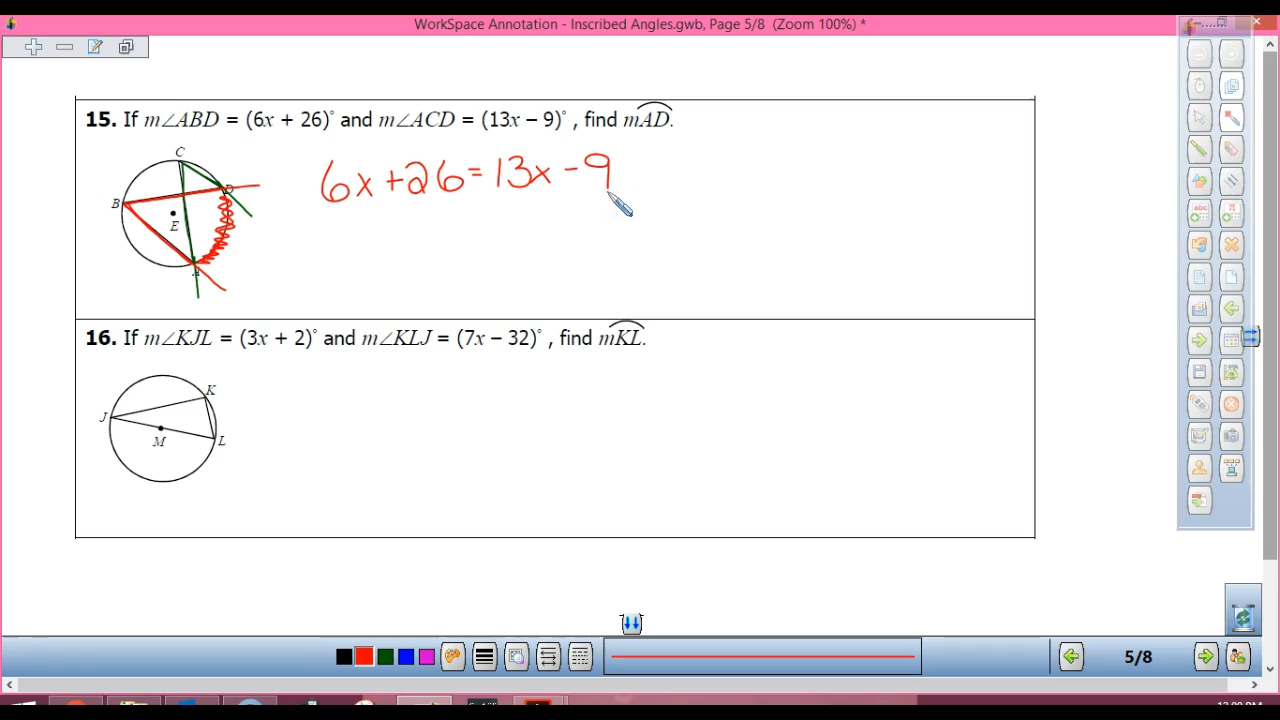 WorkSpace Annotation - Inscribed Angles.gwb, Page 5/8 (Zoom 100%) *
15. If m∠ABD = (6x + 26)° and m∠ACD = (13x − 9)° , find mAD.
C
B
D
E
A
6x + 26 = 13x − 9
16. If m∠KJL = (3x + 2)° and m∠KLJ = (7x − 32)° , find mKL.
K
J
M
L
abc
π
5/8